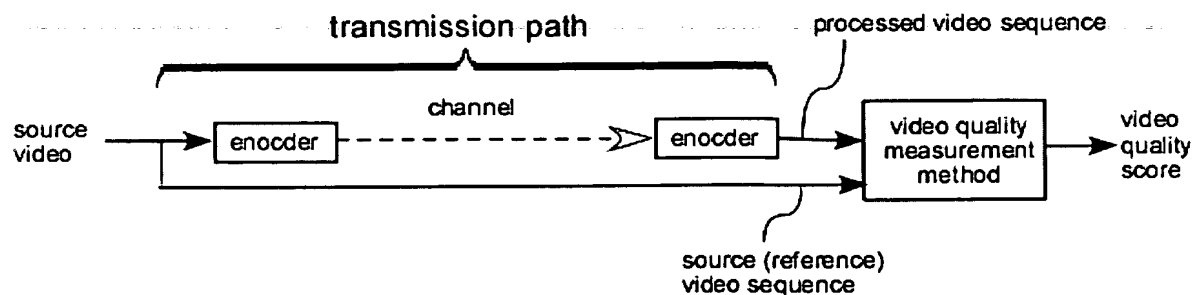 transmission path
processed video sequence
channel
source
video
enocder
enocder
video quality
measurement
method
video
quality
score
source (reference)
video sequence